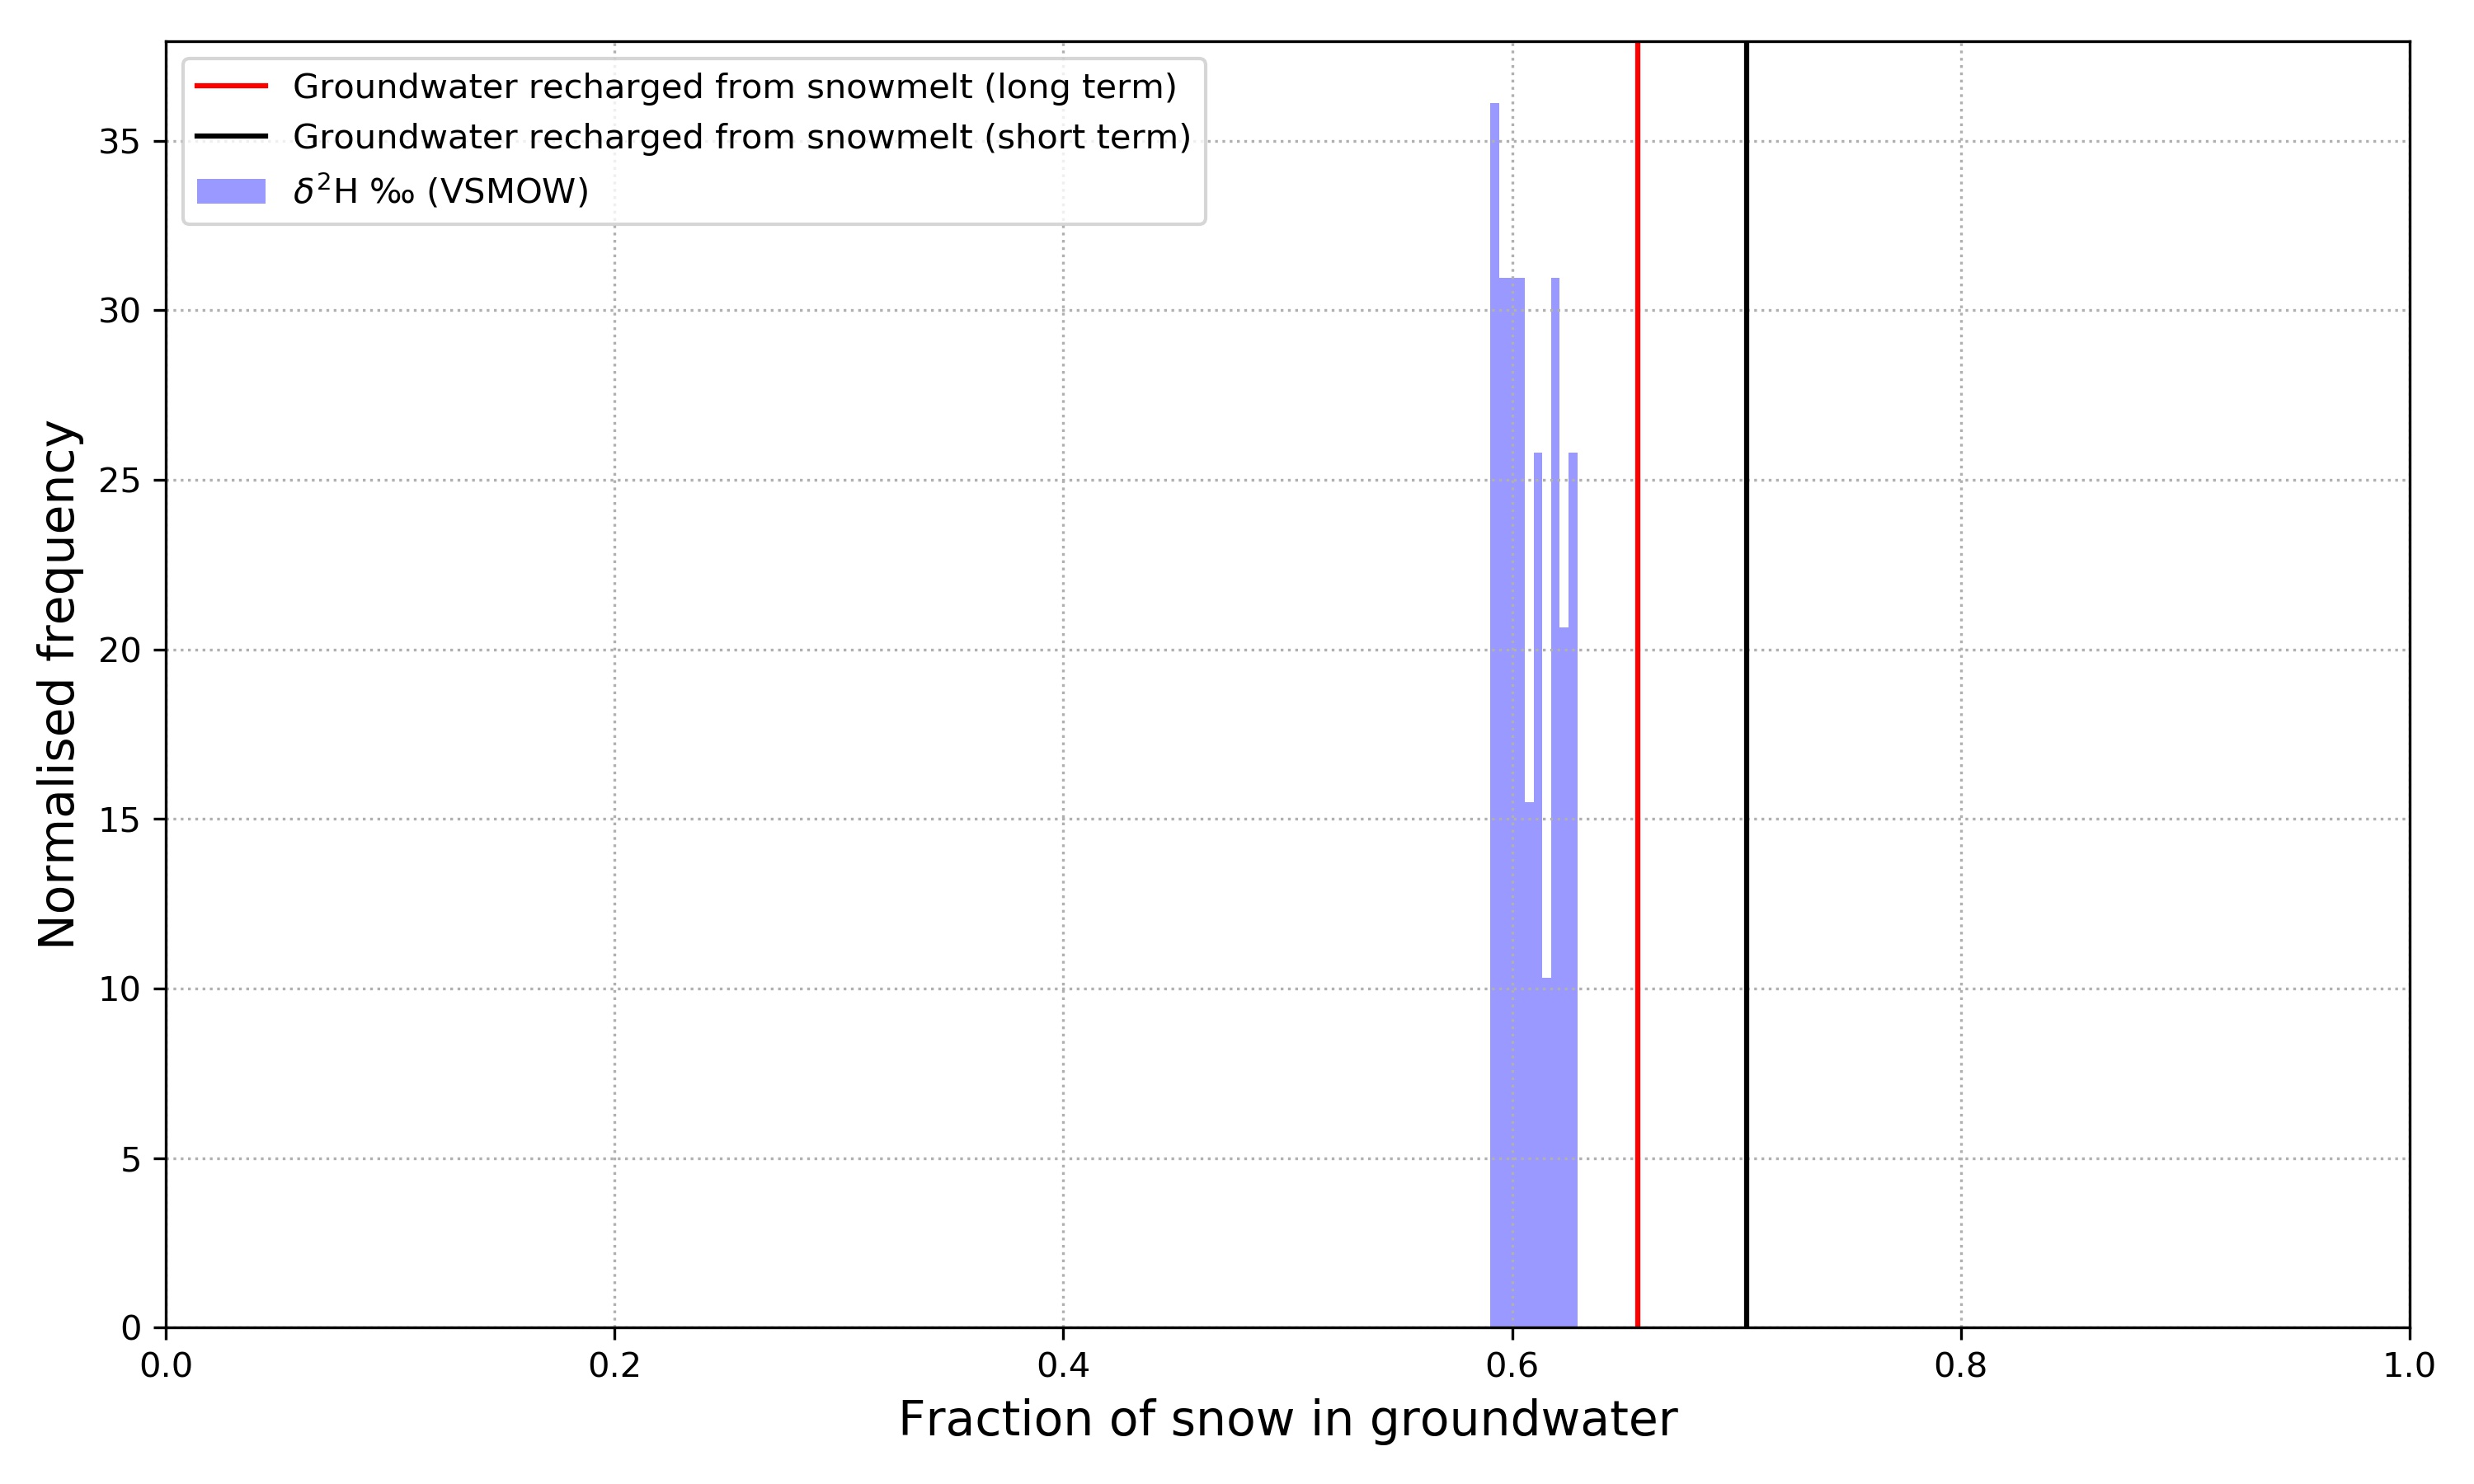 Groundwater recharged from snowmelt (long term)
Groundwater recharged from snowmelt (short term)
δ²H ‰ (VSMOW)
Normalised frequency
35
30
25
20
15
10
5
0
0.0 0.2 0.4 0.6 0.8 1.0
Fraction of snow in groundwater